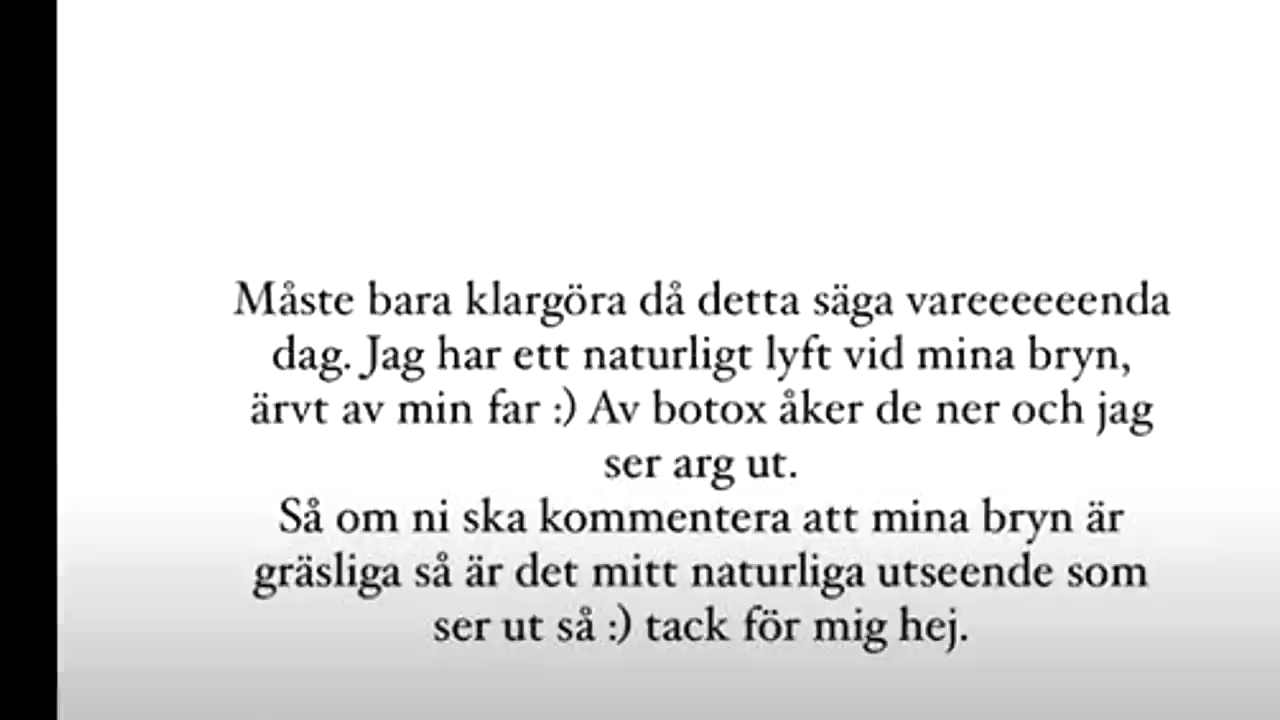 Måste bara klargöra då detta säga vareeeeeenda
dag. Jag har ett naturligt lyft vid mina bryn,
ärvt av min far :) Av botox åker de ner och jag
ser arg ut.
Så om ni ska kommentera att mina bryn är
gräsliga så är det mitt naturliga utseende som
ser ut så :) tack för mig hej.